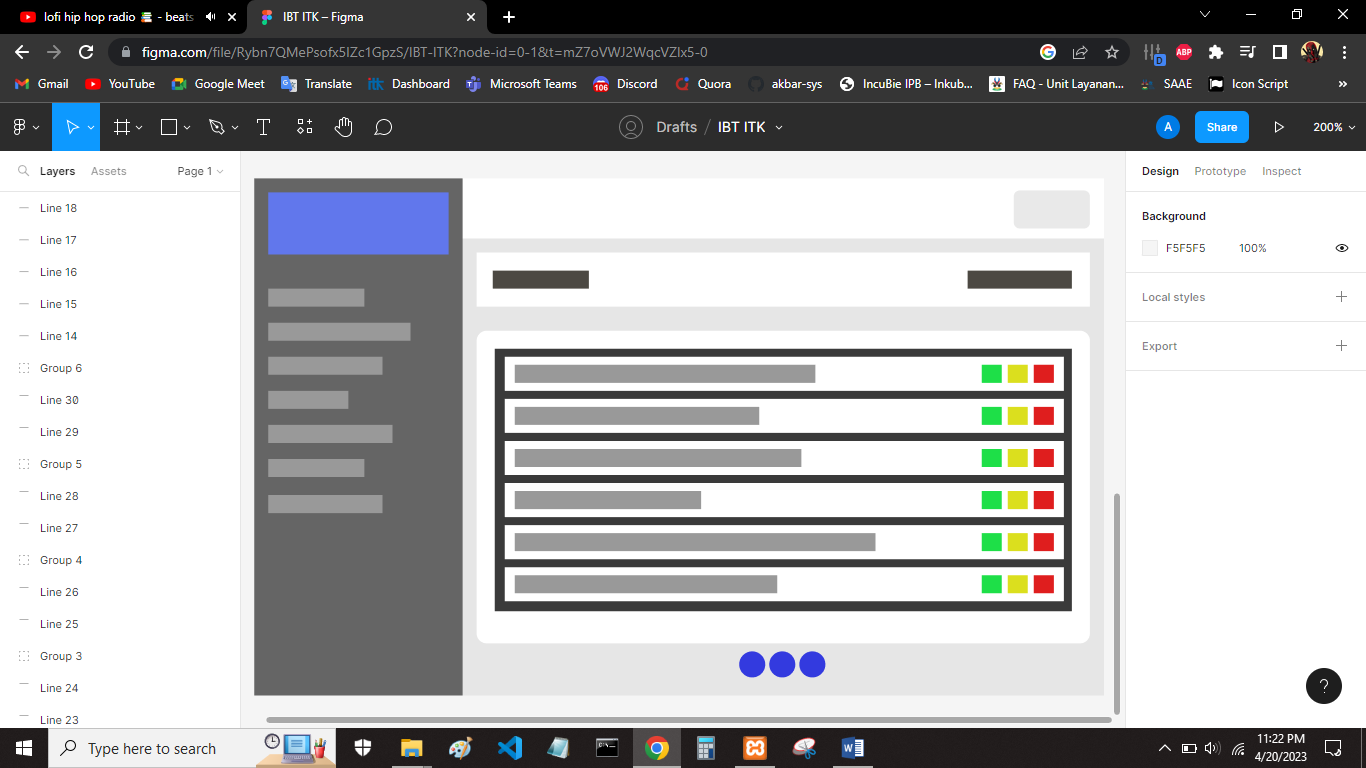 lofi hip hop radio 📚 - beats
IBT ITK – Figma
figma.com/file/Rybn7QMePsofx5IZc1GpzS/IBT-ITK?node-id=0-1&t=mZ7oVWJ2WqcVZlx5-0
ABP
D
Gmail
YouTube
Google Meet
Translate
itk
Dashboard
Microsoft Teams
106
Discord
Quora
akbar-sys
IncuBie IPB – Inkub...
FAQ - Unit Layanan...
SAAE
Icon Script
»
Drafts / IBT ITK
A
Share
200%
Layers
Assets
Page 1
Design
Prototype
Inspect
Line 18
Line 17
Line 16
Line 15
Line 14
Group 6
Line 30
Line 29
Group 5
Line 28
Line 27
Group 4
Line 26
Line 25
Group 3
Line 24
Line 23
Background
F5F5F5 100%
Local styles
Export
?
Type here to search
11:22 PM
4/20/2023